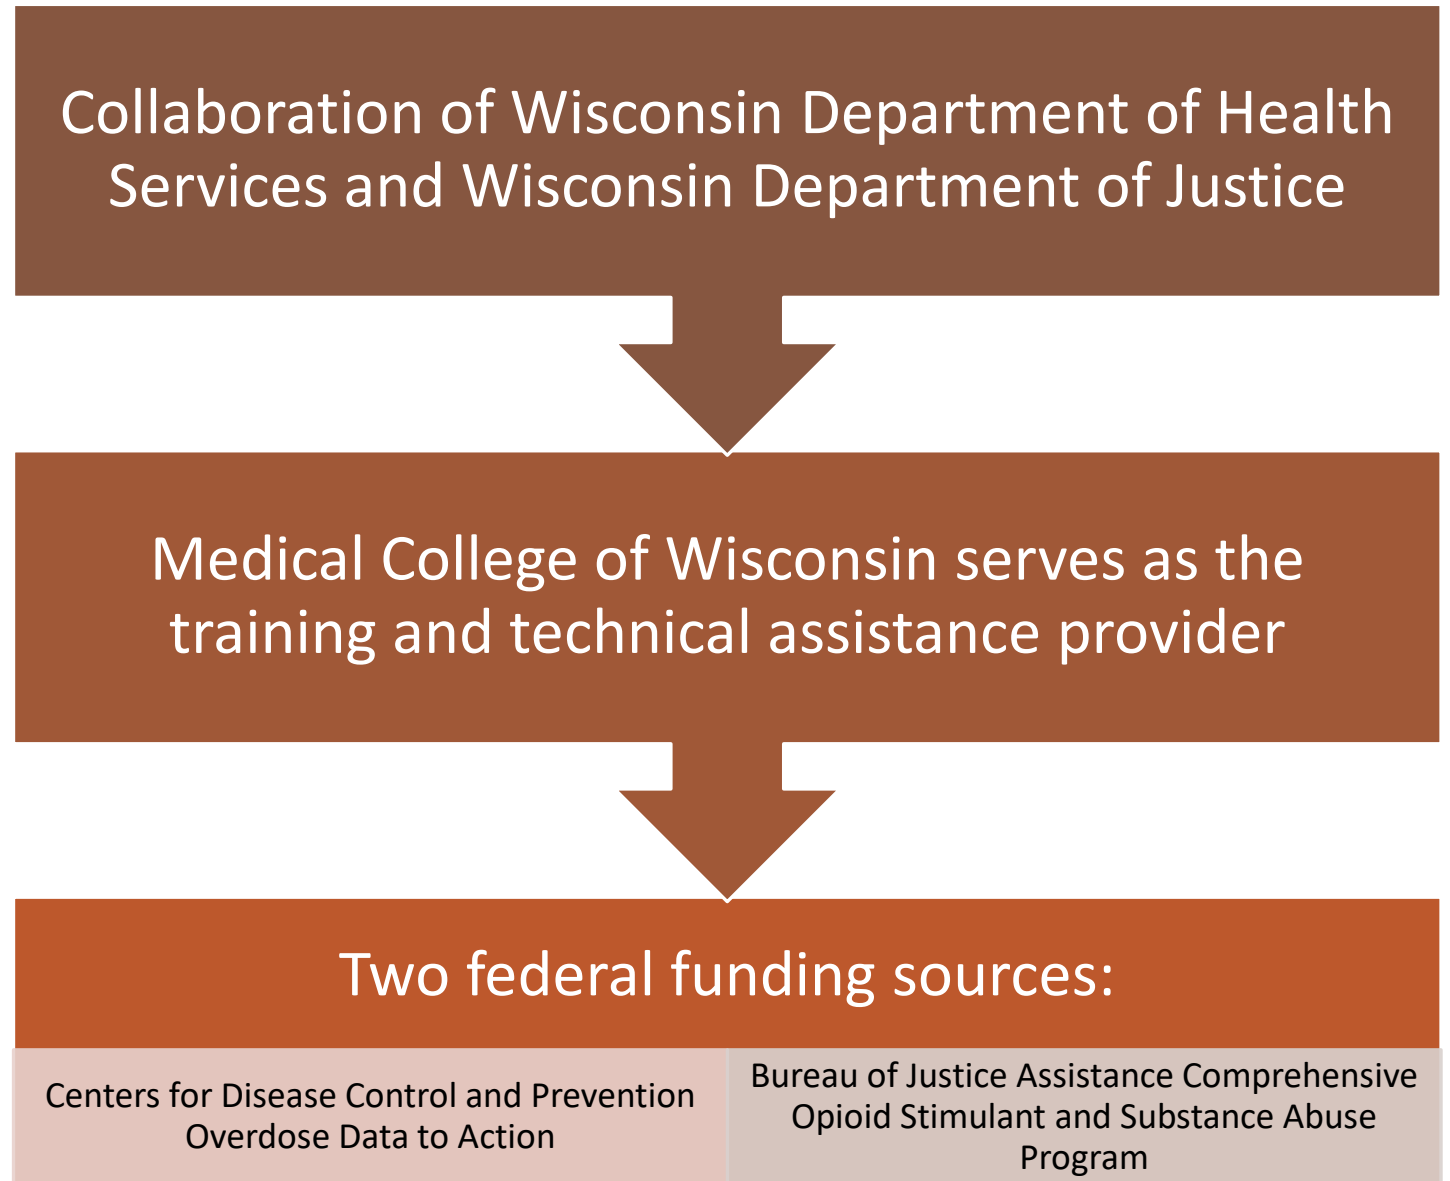 Collaboration of Wisconsin Department of Health
Services and Wisconsin Department of Justice
Medical College of Wisconsin serves as the
training and technical assistance provider
Two federal funding sources:
Centers for Disease Control and Prevention
Overdose Data to Action
Bureau of Justice Assistance Comprehensive
Opioid Stimulant and Substance Abuse
Program